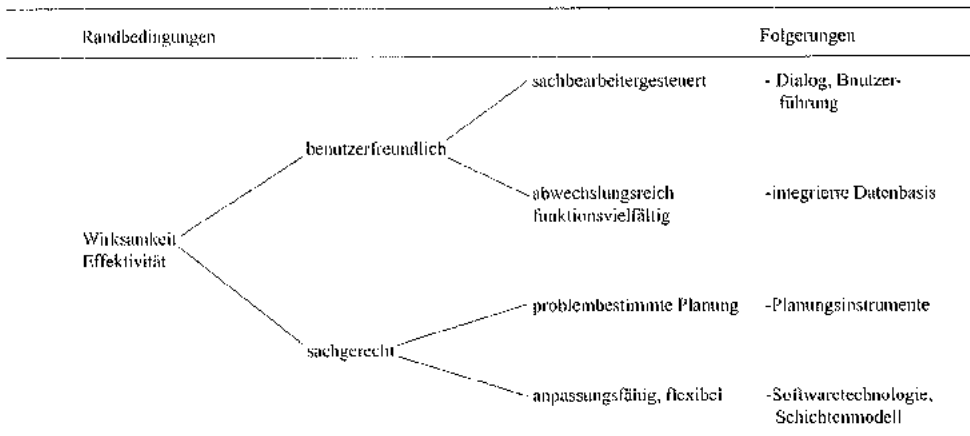 Randbedingungen Folgerungen
sachbearbeitergesteuert - Dialog, Bnutzer-
führung
benutzerfreundlich
abwechslungsreich -integrierte Datenbasis
funktionsvielfältig
Wirksamkeit
Effektivität
problembestimmte Planung -Planungsinstrumente
sachgerecht
anpassungsfähig, flexibel -Softwaretechnologie,
Schichtenmodell